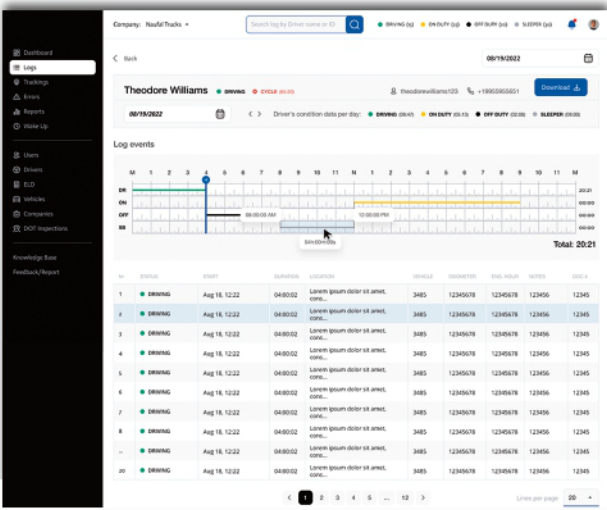 Company: Naufal Trucks
Search log by Driver name or ID
DRIVING
ON DUTY
OFF DUTY
SLEEPER
Dashboard
Logs
Trackings
Errors
Reports
Wake Up
Users
Drivers
ELD
Vehicles
Companies
DOT Inspections
Knowledge Base
Feedback/Report
Back
08/19/2022
Theodore Williams
DRIVING
CYCLE
theodorewilliams123
+19903955651
Download
08/19/2022
Driver's condition data per day:
DRIVING
ON DUTY
OFF DUTY
SLEEPER
Log events
M 1 2 3 4 5 6 7 8 9 10 11 N 1 2 3 4 5 6 7 8 9 10 11 M
DR 20:21
ON 00:00
OFF 08:00:00 AM 12:00:00 PM 00:00
SB 00:00
04h:00m:00s
Total: 20:21
№ STATUS START DURATION LOCATION VEHICLE ODOMETER ENG. HOUR NOTES DOC #
1 DRIVING Aug 18, 12:22 04:00:02 Lorem ipsum dolor sit amet, conc... 3485 12345678 12345678 123456 12345
2 DRIVING Aug 18, 12:22 04:00:02 Lorem ipsum dolor sit amet, conc... 3485 12345678 12345678 123456 12345
3 DRIVING Aug 18, 12:22 04:00:02 Lorem ipsum dolor sit amet, conc... 3485 12345678 12345678 123456 12345
4 DRIVING Aug 18, 12:22 04:00:02 Lorem ipsum dolor sit amet, conc... 3485 12345678 12345678 123456 12345
5 DRIVING Aug 18, 12:22 04:00:02 Lorem ipsum dolor sit amet, conc... 3485 12345678 12345678 123456 12345
6 DRIVING Aug 18, 12:22 04:00:02 Lorem ipsum dolor sit amet, conc... 3485 12345678 12345678 123456 12345
7 DRIVING Aug 18, 12:22 04:00:02 Lorem ipsum dolor sit amet, conc... 3485 12345678 12345678 123456 12345
8 DRIVING Aug 18, 12:22 04:00:02 Lorem ipsum dolor sit amet, conc... 3485 12345678 12345678 123456 12345
... DRIVING Aug 18, 12:22 04:00:02 Lorem ipsum dolor sit amet, conc... 3485 12345678 12345678 123456 12345
20 DRIVING Aug 18, 12:22 04:00:02 Lorem ipsum dolor sit amet, conc... 3485 12345678 12345678 123456 12345
1 2 3 4 5 ... 12
Lines per page 20